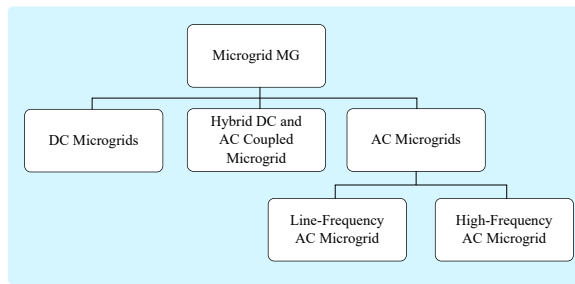 Microgrid MG
DC Microgrids
Hybrid DC and
AC Coupled
Microgrid
AC Microgrids
Line-Frequency
AC Microgrid
High-Frequency
AC Microgrid